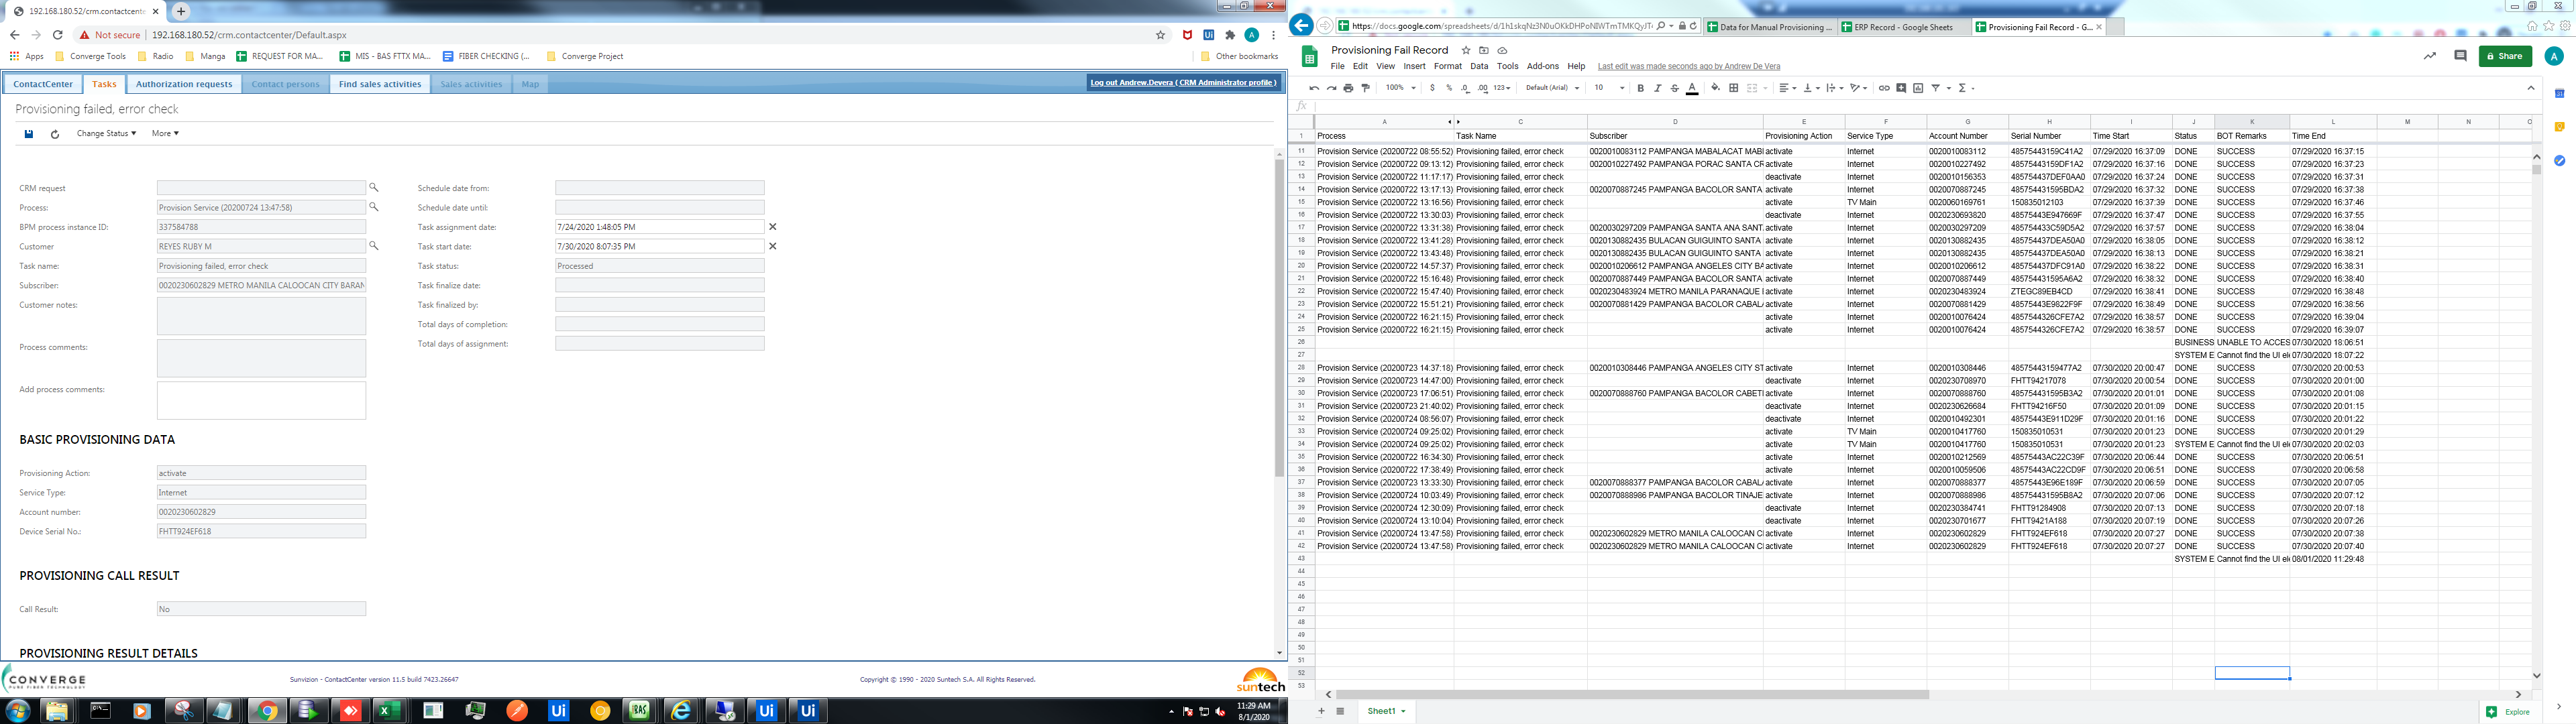 192.168.180.52/crm.contactcente
Not secure | 192.168.180.52/crm.contactcenter/Default.aspx
Apps Converge Tools Radio Manga REQUEST FOR MA... MIS - BAS FTTX MA... FIBER CHECKING (... Converge Project Other bookmarks
ContactCenter Tasks Authorization requests Contact persons Find sales activities Sales activities Map Log out Andrew.Devera ( CRM Administrator profile )
Provisioning failed, error check
Change Status More
CRM request Schedule date from:
Process: Provision Service (20200724 13:47:58) Schedule date until:
BPM process instance ID: 337584788 Task assignment date: 7/24/2020 1:48:05 PM
Customer REYES RUBY M Task start date: 7/30/2020 8:07:35 PM
Task name: Provisioning failed, error check Task status: Processed
Subscriber: 0020230602829 METRO MANILA CALOOCAN CITY BARAN Task finalize date:
Customer notes: Task finalized by:
Total days of completion:
Process comments: Total days of assignment:
Add process comments:
BASIC PROVISIONING DATA
Provisioning Action: activate
Service Type: Internet
Account number: 0020230602829
Device Serial No.: FHTT924EF618
PROVISIONING CALL RESULT
Call Result: No
PROVISIONING RESULT DETAILS
CONVERGE
PURE FIBER TECHNOLOGY
Sunvizion - ContactCenter version 11.5 build 7423.26647 Copyright © 1990 - 2020 Suntech S.A. All Rights Reserved. suntech
11:29 AM
8/1/2020
https://docs.google.com/spreadsheets/d/ Data for Manual Provisioning ... ERP Record - Google Sheets Provisioning Fail Record - G...
Provisioning Fail Record
File Edit View Insert Format Data Tools Add-ons Help Last edit was made seconds ago by Andrew De Vera Share
100% $ % .0 .00 123 Default (Arial) 10 B I S A
fx
A C D E F G H I J K L M N O
1 Process Task Name Subscriber Provisioning Action Service Type Account Number Serial Number Time Start Status BOT Remarks Time End
11 Provision Service (20200722 08:55:52) Provisioning failed, error check 0020010083112 PAMPANGA MABALACAT MABI activate Internet 0020010083112 48575443159C41A2 07/29/2020 16:37:09 DONE SUCCESS 07/29/2020 16:37:15
12 Provision Service (20200722 09:13:12) Provisioning failed, error check 0020010227492 PAMPANGA PORAC SANTA CR activate Internet 0020010227492 48575443159DF1A2 07/29/2020 16:37:16 DONE SUCCESS 07/29/2020 16:37:23
13 Provision Service (20200722 11:17:17) Provisioning failed, error check deactivate Internet 0020010156353 485754437DEF0AA0 07/29/2020 16:37:24 DONE SUCCESS 07/29/2020 16:37:31
14 Provision Service (20200722 13:17:13) Provisioning failed, error check 0020070887245 PAMPANGA BACOLOR SANTA activate Internet 0020070887245 485754431595BDA2 07/29/2020 16:37:32 DONE SUCCESS 07/29/2020 16:37:38
15 Provision Service (20200722 13:16:56) Provisioning failed, error check activate TV Main 0020060169761 150835012103 07/29/2020 16:37:39 DONE SUCCESS 07/29/2020 16:37:46
16 Provision Service (20200722 13:30:03) Provisioning failed, error check deactivate Internet 0020230693820 48575443E947669F 07/29/2020 16:37:47 DONE SUCCESS 07/29/2020 16:37:55
17 Provision Service (20200722 13:31:38) Provisioning failed, error check 0020030297209 PAMPANGA SANTA ANA SANT activate Internet 0020030297209 48575443​3C59D5A2 07/29/2020 16:37:57 DONE SUCCESS 07/29/2020 16:38:04
18 Provision Service (20200722 13:41:28) Provisioning failed, error check 0020130882435 BULACAN GUIGUINTO SANTA activate Internet 0020130882435 485754437DEA50A0 07/29/2020 16:38:05 DONE SUCCESS 07/29/2020 16:38:12
19 Provision Service (20200722 13:43:48) Provisioning failed, error check 0020130882435 BULACAN GUIGUINTO SANTA activate Internet 0020130882435 485754437DEA50A0 07/29/2020 16:38:13 DONE SUCCESS 07/29/2020 16:38:21
20 Provision Service (20200722 14:57:37) Provisioning failed, error check 0020010206612 PAMPANGA ANGELES CITY BA activate Internet 0020010206612 485754437DFC91A0 07/29/2020 16:38:22 DONE SUCCESS 07/29/2020 16:38:31
21 Provision Service (20200722 15:16:48) Provisioning failed, error check 0020070887449 PAMPANGA BACOLOR SANTA activate Internet 0020070887449 485754431595A6A2 07/29/2020 16:38:32 DONE SUCCESS 07/29/2020 16:38:40
22 Provision Service (20200722 15:47:40) Provisioning failed, error check 0020230483924 METRO MANILA PARANAQUE activate Internet 0020230483924 ZTEGC89EB4CD 07/29/2020 16:38:41 DONE SUCCESS 07/29/2020 16:38:48
23 Provision Service (20200722 15:51:21) Provisioning failed, error check 0020070881429 PAMPANGA BACOLOR CABAL activate Internet 0020070881429 48575443E9822F9F 07/29/2020 16:38:49 DONE SUCCESS 07/29/2020 16:38:56
24 Provision Service (20200722 16:21:15) Provisioning failed, error check activate Internet 0020010076424 4857544326CFE7A2 07/29/2020 16:38:57 DONE SUCCESS 07/29/2020 16:39:04
25 Provision Service (20200722 16:21:15) Provisioning failed, error check activate Internet 0020010076424 4857544326CFE7A2 07/29/2020 16:38:57 DONE SUCCESS 07/29/2020 16:39:07
26 BUSINESS UNABLE TO ACCES 07/30/2020 18:06:51
27 SYSTEM E Cannot find the UI el 07/30/2020 18:07:22
28 Provision Service (20200723 14:37:18) Provisioning failed, error check 0020010308446 PAMPANGA ANGELES CITY ST activate Internet 0020010308446 48575443159477A2 07/30/2020 20:00:47 DONE SUCCESS 07/30/2020 20:00:53
29 Provision Service (20200723 14:47:00) Provisioning failed, error check deactivate Internet 0020230708970 FHTT94217078 07/30/2020 20:00:54 DONE SUCCESS 07/30/2020 20:01:00
30 Provision Service (20200723 17:06:51) Provisioning failed, error check 0020070888760 PAMPANGA BACOLOR CABETI activate Internet 0020070888760 485754431595B3A2 07/30/2020 20:01:01 DONE SUCCESS 07/30/2020 20:01:08
31 Provision Service (20200723 21:40:02) Provisioning failed, error check deactivate Internet 0020230626684 FHTT94216F50 07/30/2020 20:01:09 DONE SUCCESS 07/30/2020 20:01:15
32 Provision Service (20200724 08:56:07) Provisioning failed, error check deactivate Internet 0020010492301 48575443E911D29F 07/30/2020 20:01:16 DONE SUCCESS 07/30/2020 20:01:22
33 Provision Service (20200724 09:25:02) Provisioning failed, error check activate TV Main 0020010417760 150835010531 07/30/2020 20:01:23 DONE SUCCESS 07/30/2020 20:01:29
34 Provision Service (20200724 09:25:02) Provisioning failed, error check activate TV Main 0020010417760 150835010531 07/30/2020 20:01:23 SYSTEM E Cannot find the UI el 07/30/2020 20:02:03
35 Provision Service (20200722 16:34:30) Provisioning failed, error check activate Internet 0020010212569 48575443AC22C39F 07/30/2020 20:06:44 DONE SUCCESS 07/30/2020 20:06:51
36 Provision Service (20200722 17:38:49) Provisioning failed, error check activate Internet 0020010059506 48575443AC22CD9F 07/30/2020 20:06:51 DONE SUCCESS 07/30/2020 20:06:58
37 Provision Service (20200723 13:33:30) Provisioning failed, error check 0020070888377 PAMPANGA BACOLOR CABAL activate Internet 0020070888377 48575443E96E189F 07/30/2020 20:06:59 DONE SUCCESS 07/30/2020 20:07:05
38 Provision Service (20200724 10:03:49) Provisioning failed, error check 0020070888986 PAMPANGA BACOLOR TINAJE activate Internet 0020070888986 485754431595B8A2 07/30/2020 20:07:06 DONE SUCCESS 07/30/2020 20:07:12
39 Provision Service (20200724 12:30:09) Provisioning failed, error check deactivate Internet 0020230384741 FHTT91284908 07/30/2020 20:07:13 DONE SUCCESS 07/30/2020 20:07:18
40 Provision Service (20200724 13:10:04) Provisioning failed, error check deactivate Internet 0020230701677 FHTT9421A188 07/30/2020 20:07:19 DONE SUCCESS 07/30/2020 20:07:26
41 Provision Service (20200724 13:47:58) Provisioning failed, error check 0020230602829 METRO MANILA CALOOCAN C activate Internet 0020230602829 FHTT924EF618 07/30/2020 20:07:27 DONE SUCCESS 07/30/2020 20:07:38
42 Provision Service (20200724 13:47:58) Provisioning failed, error check 0020230602829 METRO MANILA CALOOCAN C activate Internet 0020230602829 FHTT924EF618 07/30/2020 20:07:27 DONE SUCCESS 07/30/2020 20:07:40
43 SYSTEM E Cannot find the UI el 08/01/2020 11:29:48
44
45
46
47
48
49
50
51
52
53
Sheet1 Explore